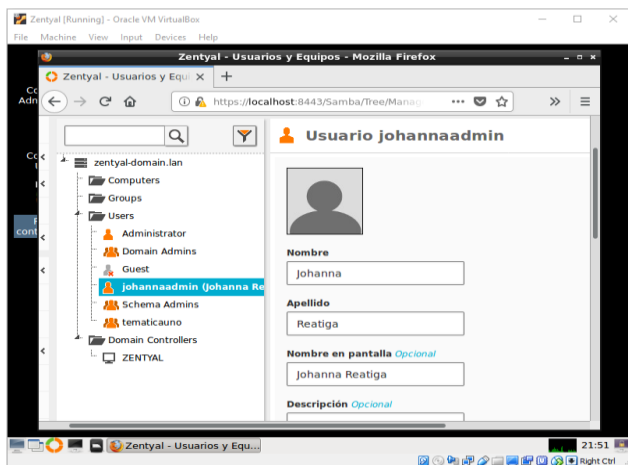 Zentyal [Running] - Oracle VM VirtualBox
File Machine View Input Devices Help
Zentyal - Usuarios y Equipos - Mozilla Firefox
Zentyal - Usuarios y Equi
https://localhost:8443/Samba/Tree/Manag
zentyal-domain.lan
Computers
Groups
Users
Administrator
Domain Admins
Guest
johannaadmin (Johanna Re
Schema Admins
tematicauno
Domain Controllers
ZENTYAL
Usuario johannaadmin
Nombre
Johanna
Apellido
Reatiga
Nombre en pantalla Opcional
Johanna Reatiga
Descripción Opcional
Zentyal - Usuarios y Equ...
21:51
Right Ctrl